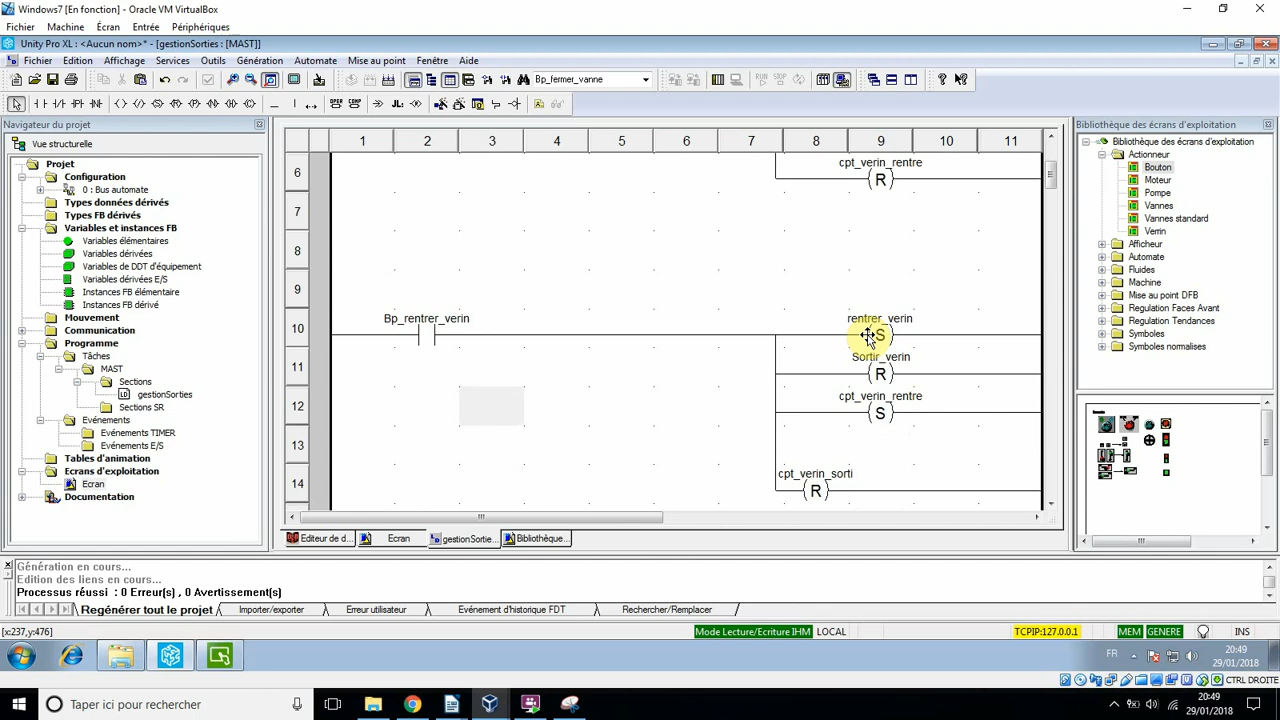 Windows7 [En fonction] - Oracle VM VirtualBox
Fichier Machine Écran Entrée Périphériques
Unity Pro XL : <Aucun nom>* - [gestionSorties : [MAST]]
Fichier Edition Affichage Services Outils Génération Automate Mise au point Fenêtre Aide
Bp_fermer_vanne
Navigateur du projet
Vue structurelle
Projet
Configuration
0 : Bus automate
Types données dérivés
Types FB dérivés
Variables et instances FB
Variables élémentaires
Variables dérivées
Variables de DDT d'équipement
Variables dérivées E/S
Instances FB élémentaire
Instances FB dérivé
Mouvement
Communication
Programme
Tâches
MAST
Sections
gestionSorties
Sections SR
Evénements
Evénements TIMER
Evénements E/S
Tables d'animation
Ecrans d'exploitation
Ecran
Documentation
1 2 3 4 5 6 7 8 9 10 11
6 cpt_verin_rentre
R
7
8
9
Bp_rentrer_verin rentrer_verin
10 S
Sortir_verin
11 R
cpt_verin_rentre
12 S
13
cpt_verin_sorti
14 R
Editeur de d... Ecran gestionSortie... Bibliothèque...
Bibliothèque des écrans d'exploitation
Bibliothèque des écrans d'exploitation
Actionneur
Bouton
Moteur
Pompe
Vannes
Vannes standard
Verrin
Afficheur
Automate
Fluides
Machine
Mise au point DFB
Regulation Faces Avant
Regulation Tendances
Symboles
Symboles normalises
Génération en cours...
Edition des liens en cours...
Processus réussi : 0 Erreur(s) , 0 Avertissement(s)
Regénérer tout le projet Importer/exporter Erreur utilisateur Evénement d'historique FDT Rechercher/Remplacer
[x:237,y:476] Mode Lecture/Ecriture IHM LOCAL TCPIP:127.0.0.1 MEM GENERE INS
FR 20:49
29/01/2018
CTRL DROITE
Taper ici pour rechercher
20:49
29/01/2018